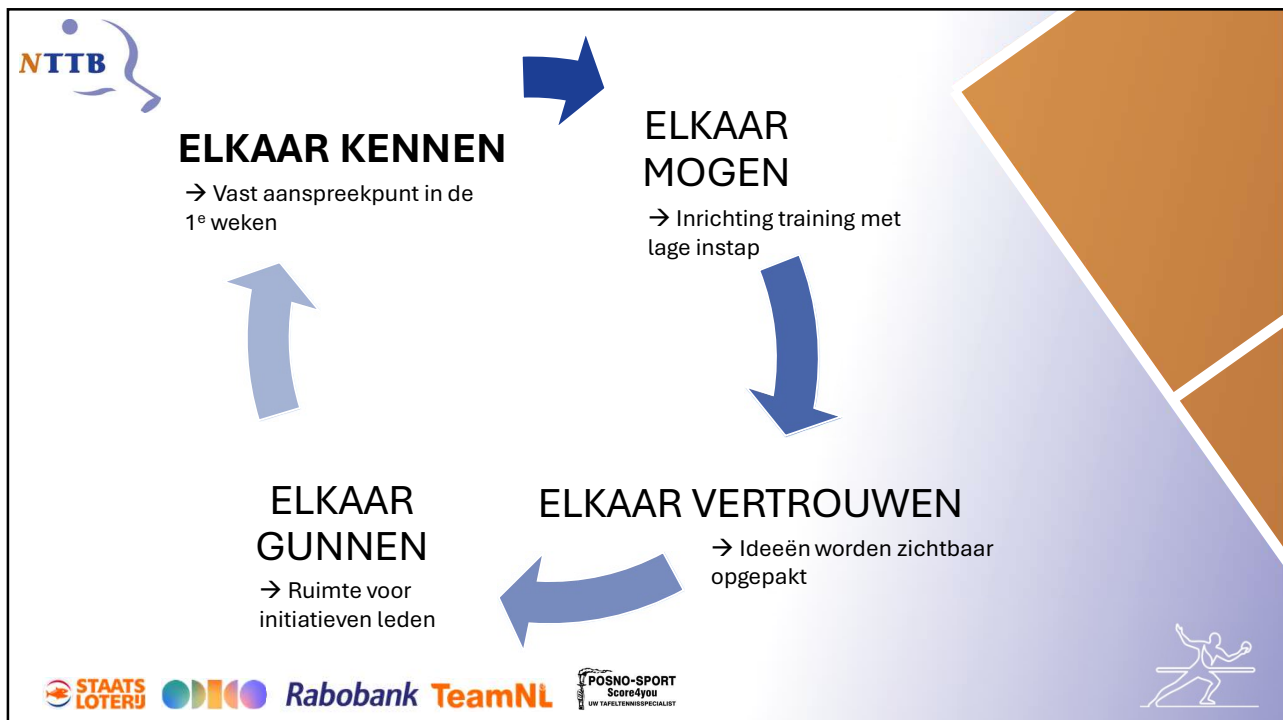 NTTB
ELKAAR KENNEN
→ Vast aanspreekpunt in de
1e weken
ELKAAR
MOGEN
→ Inrichting training met
lage instap
ELKAAR VERTROUWEN
→ Ideeën worden zichtbaar
opgepakt
ELKAAR
GUNNEN
→ Ruimte voor
initiatieven leden
STAATS
LOTERIJ
ODIDO
Rabobank
TeamNL
POSNO-SPORT
Score4you
UW TAFELTENNISSPECIALIST